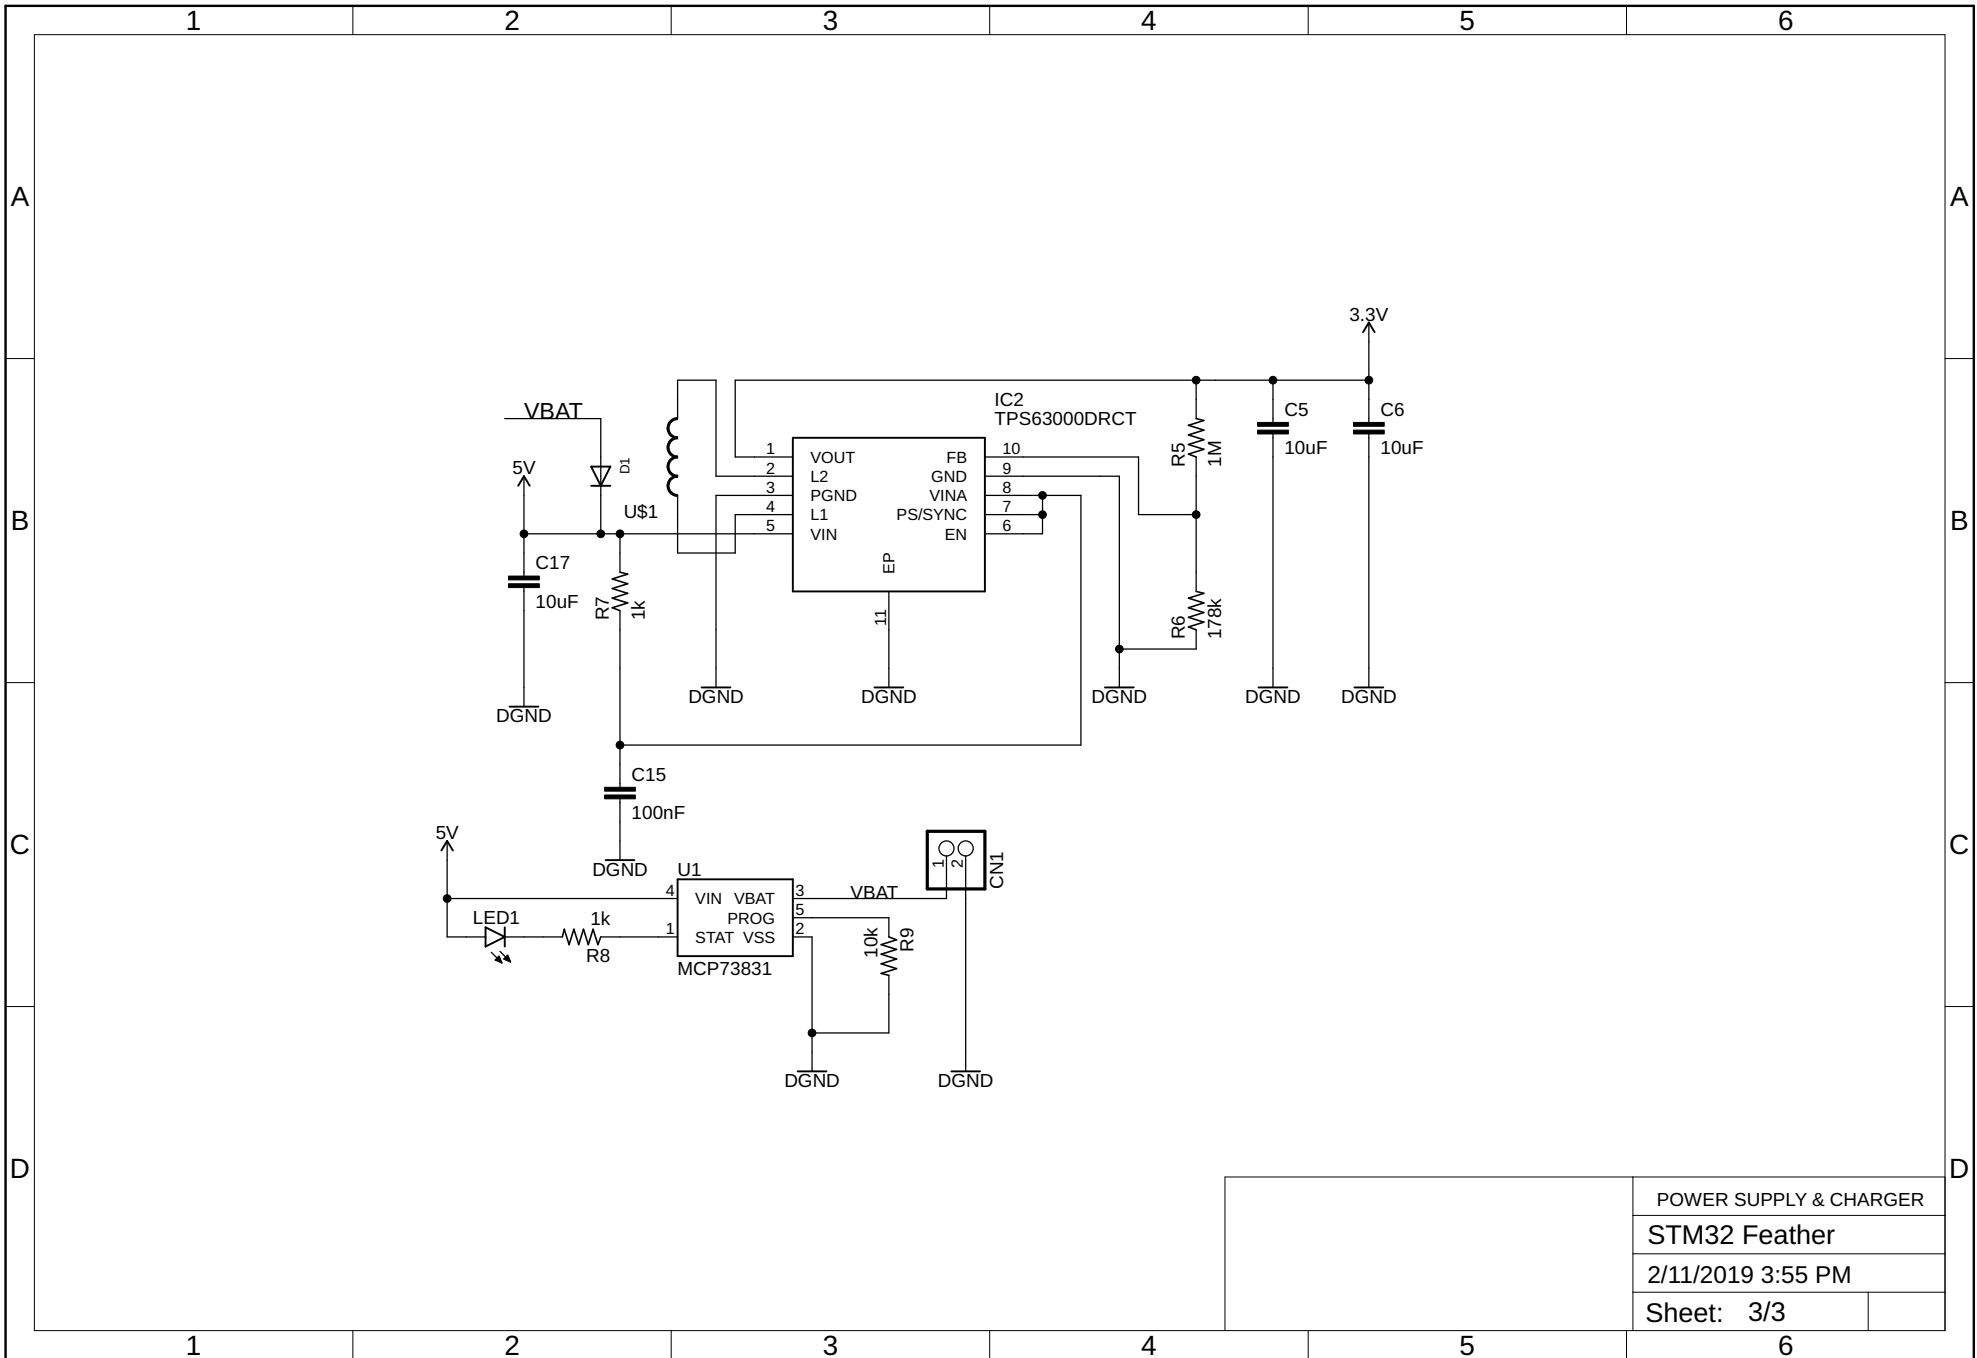 1 2 3 4 5 6
A A
3.3V
IC2
TPS63000DRCT
VBAT
C5
C6
R5
1M
10uF
10uF
5V
D1
1 VOUT FB 10
2 L2 GND 9
3 PGND VINA 8
4 L1 PS/SYNC 7
5 VIN EN 6
EP
11
U$1
B B
C17
10uF
R7
1k
R6
178k
DGND
DGND
DGND
DGND
DGND
DGND
C15
100nF
DGND
C C
5V
U1
1
2
CN1
4 VIN VBAT 3
VBAT
PROG 5
1 STAT VSS 2
MCP73831
LED1
1k
R8
10k
R9
DGND
DGND
D D
POWER SUPPLY & CHARGER
STM32 Feather
2/11/2019 3:55 PM
Sheet: 3/3
1 2 3 4 5 6